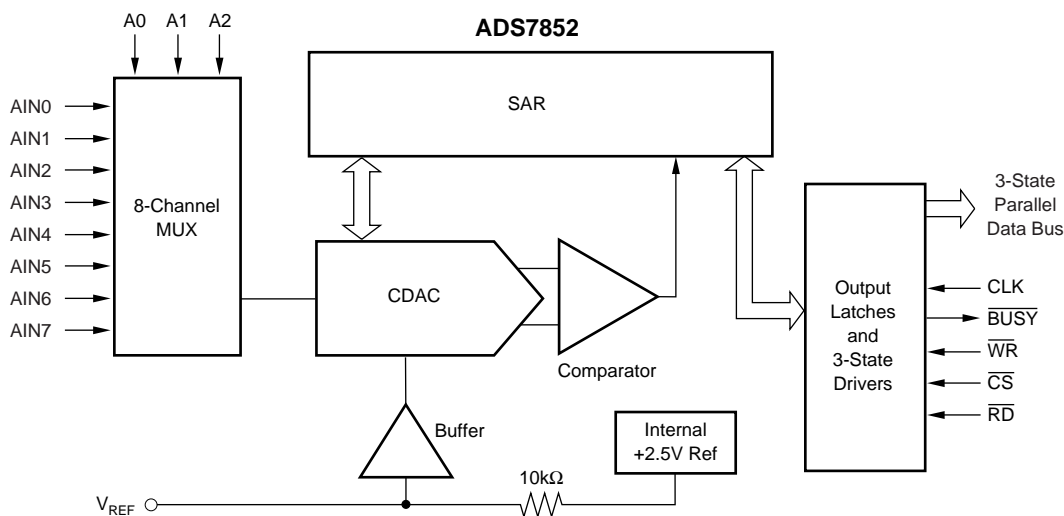 ADS7852
A0 A1 A2
SAR
AIN0
AIN1
AIN2
AIN3
AIN4
AIN5
AIN6
AIN7
8-Channel
MUX
CDAC
Comparator
Buffer
Internal
+2.5V Ref
10kΩ
VREF
Output
Latches
and
3-State
Drivers
3-State
Parallel
Data Bus
CLK
BUSY
WR
CS
RD